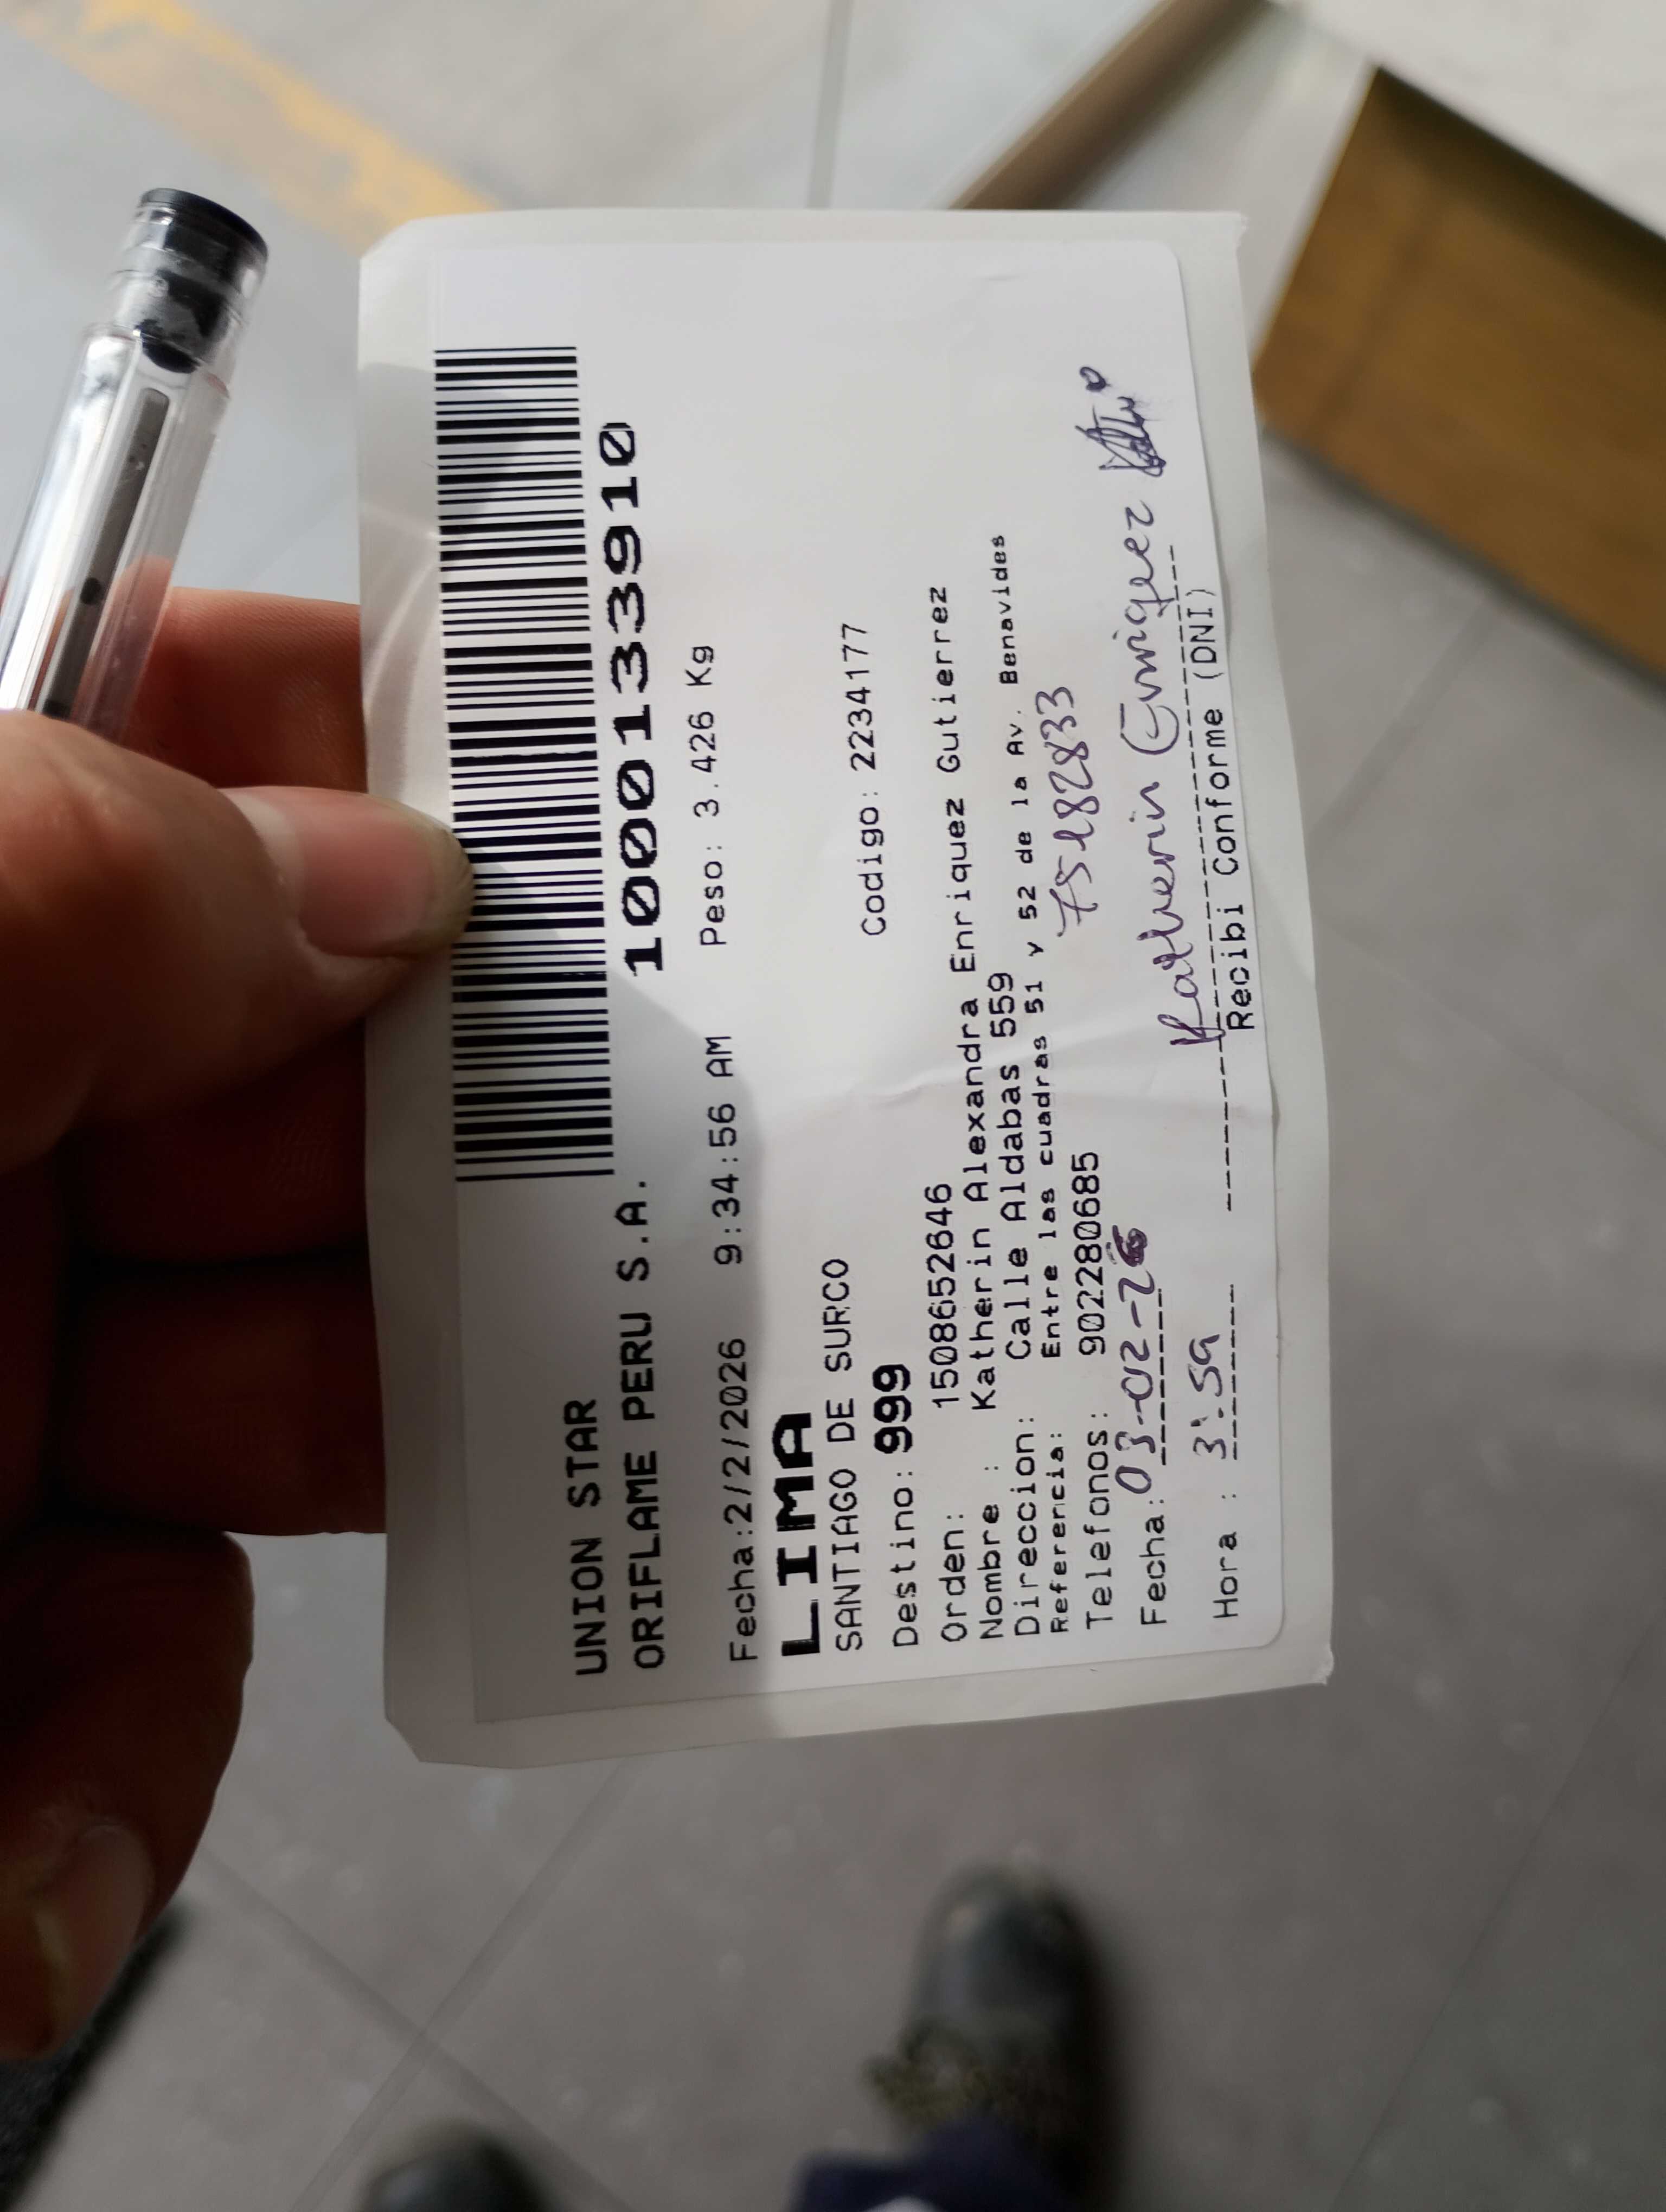 UNION STAR
ORIFLAME PERU S.A. 1000133910
Fecha:2/2/2026 9:34:56 AM Peso: 3.426 Kg
LIMA
SANTIAGO DE SURCO
Destino: 999 Codigo: 2234177
Orden: 1508652646
Nombre : Katherin Alexandra Enriquez Gutierrez
Direccion: Calle Aldabas 559
Referencia: Entre las cuadras 51 y 52 de la Av. Benavides
Telefonos: 902280685 75182833
Fecha: 03-02-26
Katherin Enriquez
Hora : 3:59
Recibi Conforme (DNI)